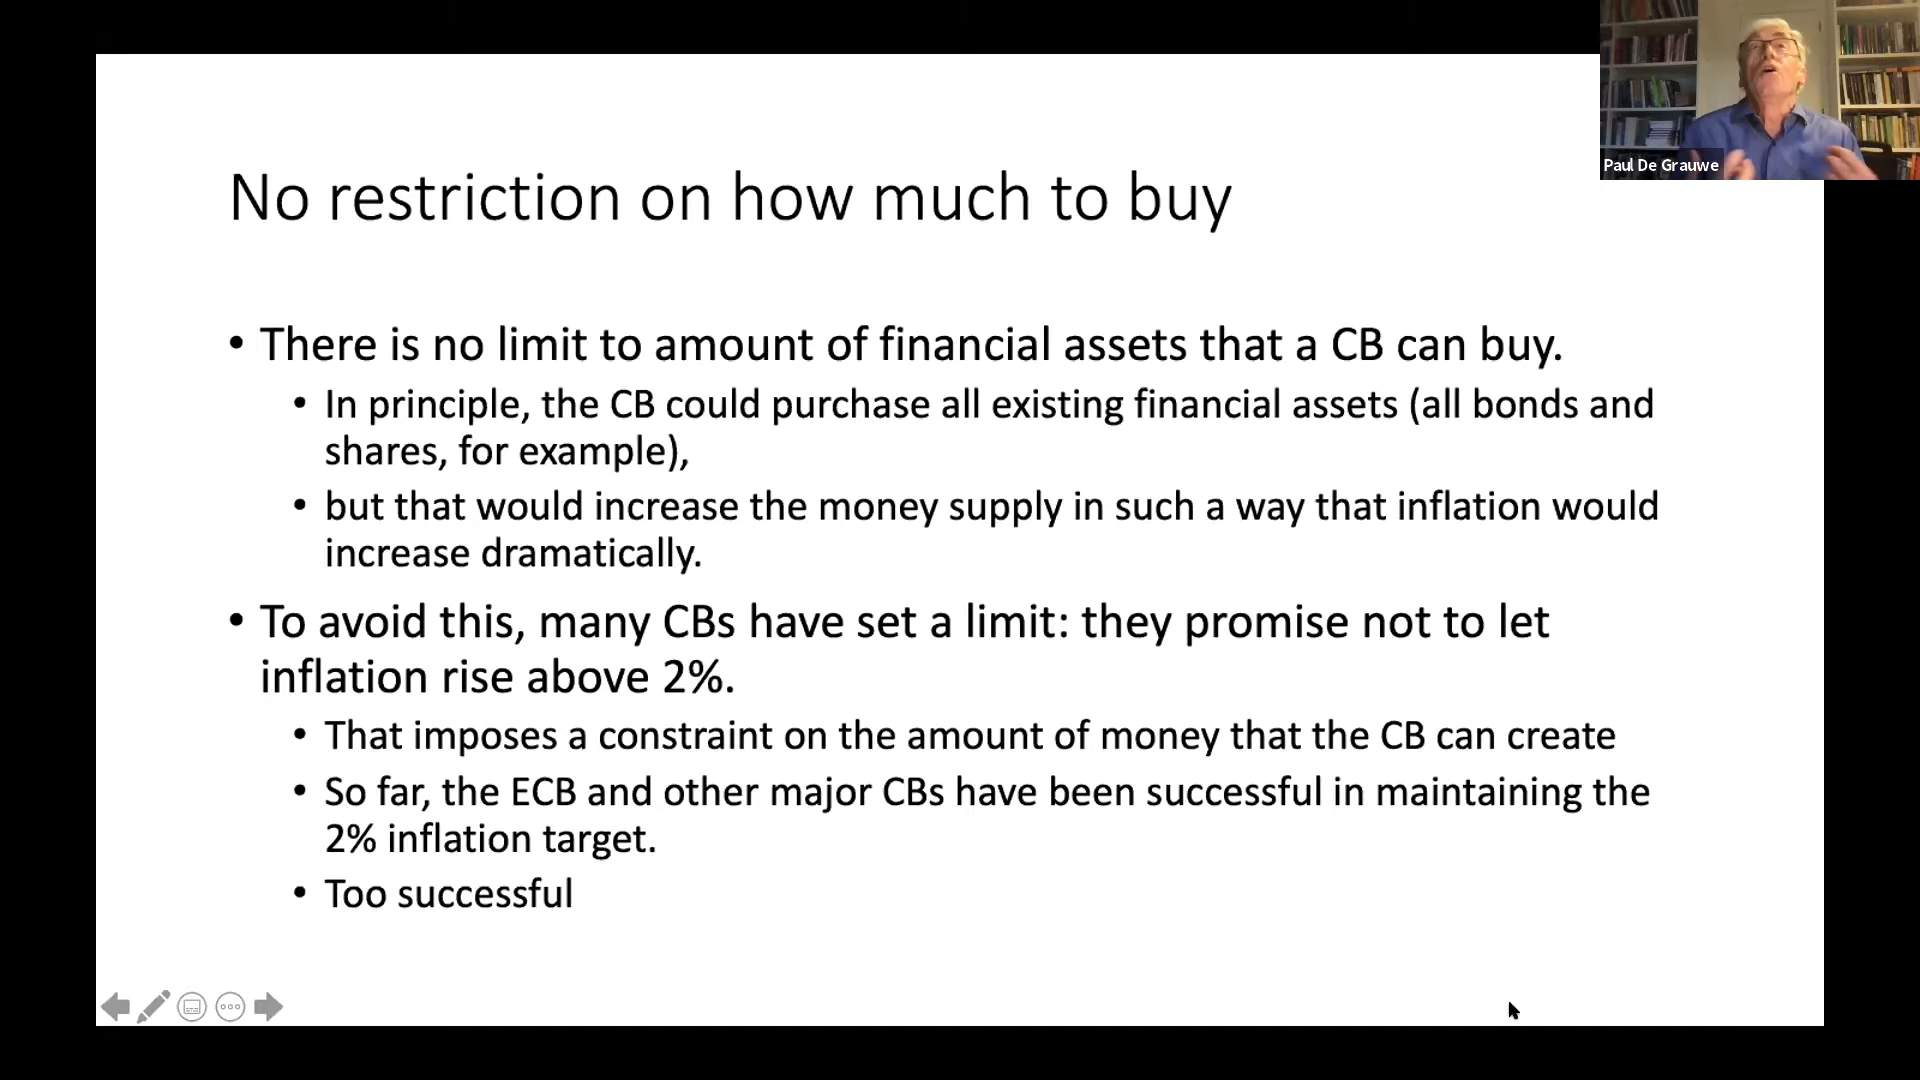 Paul De Grauwe
No restriction on how much to buy
• There is no limit to amount of financial assets that a CB can buy.
• In principle, the CB could purchase all existing financial assets (all bonds and
shares, for example),
• but that would increase the money supply in such a way that inflation would
increase dramatically.
• To avoid this, many CBs have set a limit: they promise not to let
inflation rise above 2%.
• That imposes a constraint on the amount of money that the CB can create
• So far, the ECB and other major CBs have been successful in maintaining the
2% inflation target.
• Too successful